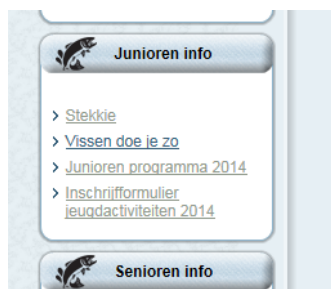 Junioren info
Stekkie
Vissen doe je zo
Junioren programma 2014
Inschrijfformulier
jeugdactiviteiten 2014
Senioren info